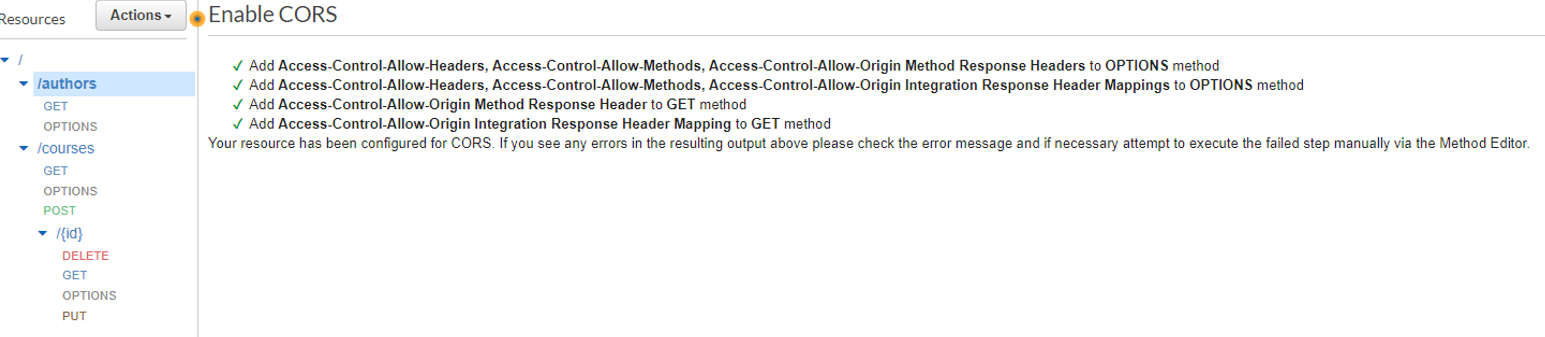 Resources
Actions
/
/authors
GET
OPTIONS
/courses
GET
OPTIONS
POST
/{id}
DELETE
GET
OPTIONS
PUT
Enable CORS
✓ Add Access-Control-Allow-Headers, Access-Control-Allow-Methods, Access-Control-Allow-Origin Method Response Headers to OPTIONS method
✓ Add Access-Control-Allow-Headers, Access-Control-Allow-Methods, Access-Control-Allow-Origin Integration Response Header Mappings to OPTIONS method
✓ Add Access-Control-Allow-Origin Method Response Header to GET method
✓ Add Access-Control-Allow-Origin Integration Response Header Mapping to GET method
Your resource has been configured for CORS. If you see any errors in the resulting output above please check the error message and if necessary attempt to execute the failed step manually via the Method Editor.